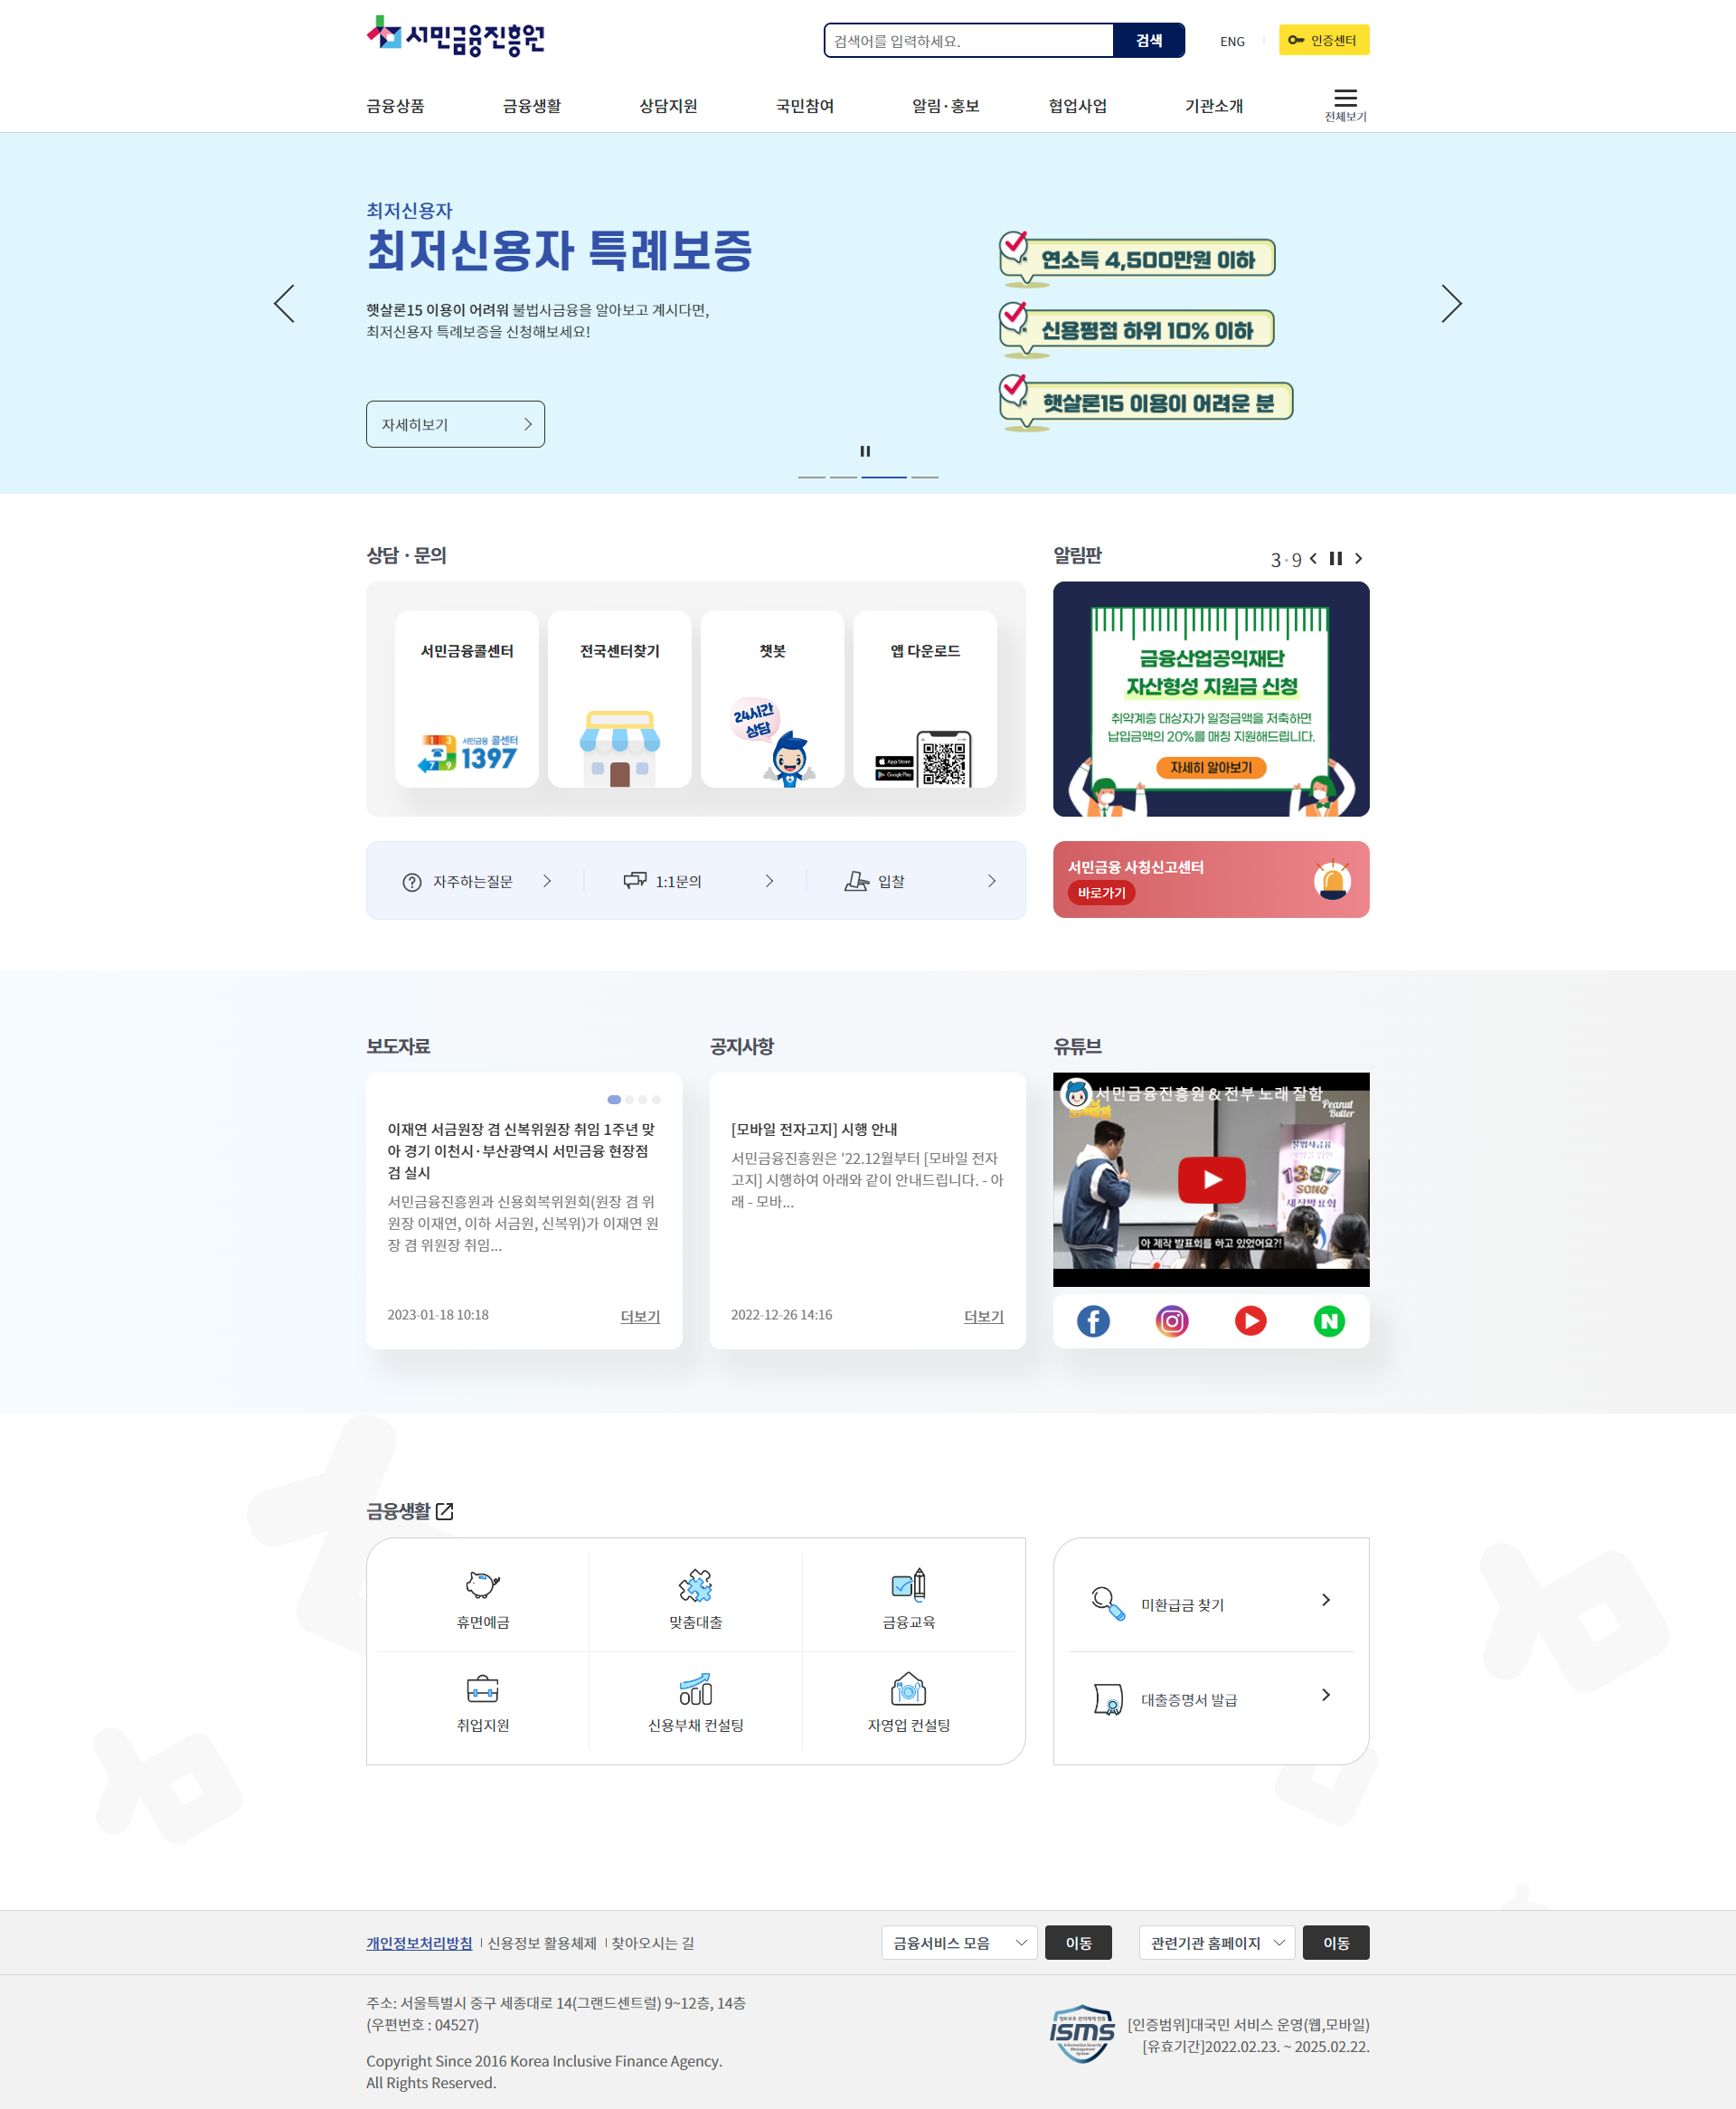 서민금융진흥원
검색어를 입력하세요.
검색
ENG
인증센터
금융상품
금융생활
상담지원
국민참여
알림·홍보
협업사업
기관소개
전체보기
최저신용자
최저신용자 특례보증
햇살론15 이용이 어려워 불법사금융을 알아보고 계시다면,
최저신용자 특례보증을 신청해보세요!
자세히보기
연소득 4,500만원 이하
신용평점 하위 10% 이하
햇살론15 이용이 어려운 분
상담·문의
서민금융콜센터
1 3
7 9
서민금융 콜센터
1397
전국센터찾기
챗봇
24시간
상담
앱 다운로드
App Store
Google Play
알림판
3·9
금융산업공익재단
자산형성 지원금 신청
취약계층 대상자가 일정금액을 저축하면
납입금액의 20%를 매칭 지원해드립니다.
자세히 알아보기
자주하는질문
1:1문의
입찰
서민금융 사칭신고센터
바로가기
보도자료
이재연 서금원장 겸 신복위원장 취임 1주년 맞
아 경기 이천시·부산광역시 서민금융 현장점
검 실시
서민금융진흥원과 신용회복위원회(원장 겸 위
원장 이재연, 이하 서금원, 신복위)가 이재연 원
장 겸 위원장 취임...
2023-01-18 10:18
더보기
공지사항
[모바일 전자고지] 시행 안내
서민금융진흥원은 '22.12월부터 [모바일 전자
고지] 시행하여 아래와 같이 안내드립니다. - 아
래 - 모바...
2022-12-26 14:16
더보기
유튜브
서민금융진흥원 & 전부 노래 잘함
Peanut
Butter
불법사금융
1397
SONG
새작발표회
아 제작 발표회를 하고 있었어요?!
금융생활
휴면예금
맞춤대출
금융교육
취업지원
신용부채 컨설팅
자영업 컨설팅
미환급금 찾기
대출증명서 발급
개인정보처리방침
신용정보 활용체제
찾아오시는 길
금융서비스 모음
이동
관련기관 홈페이지
이동
주소: 서울특별시 중구 세종대로 14(그랜드센트럴) 9~12층, 14층
(우편번호 : 04527)
Copyright Since 2016 Korea Inclusive Finance Agency.
All Rights Reserved.
ISMS
Information Security
Management
System
[인증범위]대국민 서비스 운영(웹,모바일)
[유효기간]2022.02.23. ~ 2025.02.22.